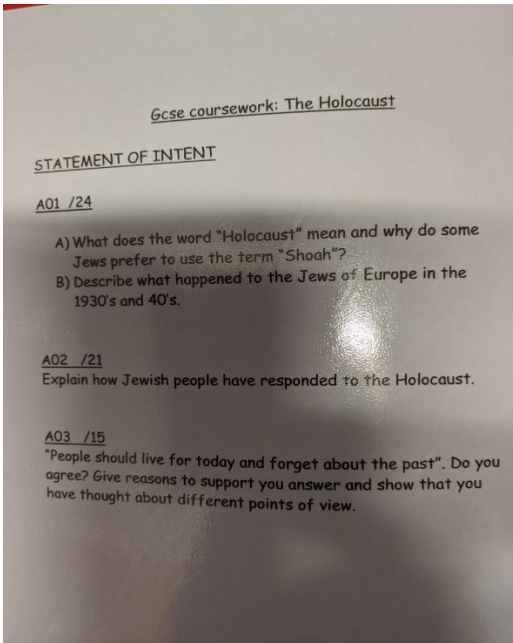 Gcse coursework: The Holocaust
STATEMENT OF INTENT
A01 /24
A) What does the word "Holocaust" mean and why do some
Jews prefer to use the term "Shoah"?
B) Describe what happened to the Jews of Europe in the
1930's and 40's.
A02 /21
Explain how Jewish people have responded to the Holocaust.
A03 /15
"People should live for today and forget about the past". Do you
agree? Give reasons to support you answer and show that you
have thought about different points of view.